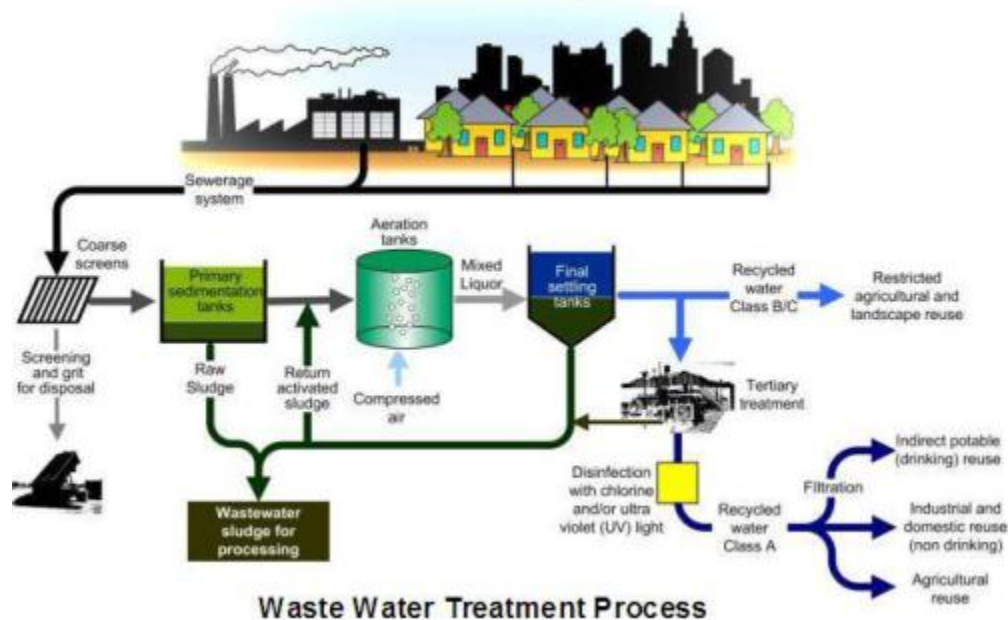 Sewerage
system
Coarse
screens
Primary
sedimentation
tanks
Aeration
tanks
Mixed
Liquor
Final
settling
tanks
Recycled
water
Class B/C
Restricted
agricultural and
landscape reuse
Screening
and grit
for disposal
Raw
Sludge
Return
activated
sludge
Compressed
air
Tertiary
treatment
Wastewater
sludge for
processing
Disinfection
with chlorine
and/or ultra
violet (UV) light
Recycled
water
Class A
FIltration
Indirect potable
(drinking) reuse
Industrial and
domestic reuse
(non drinking)
Agricultural
reuse
Waste Water Treatment Process